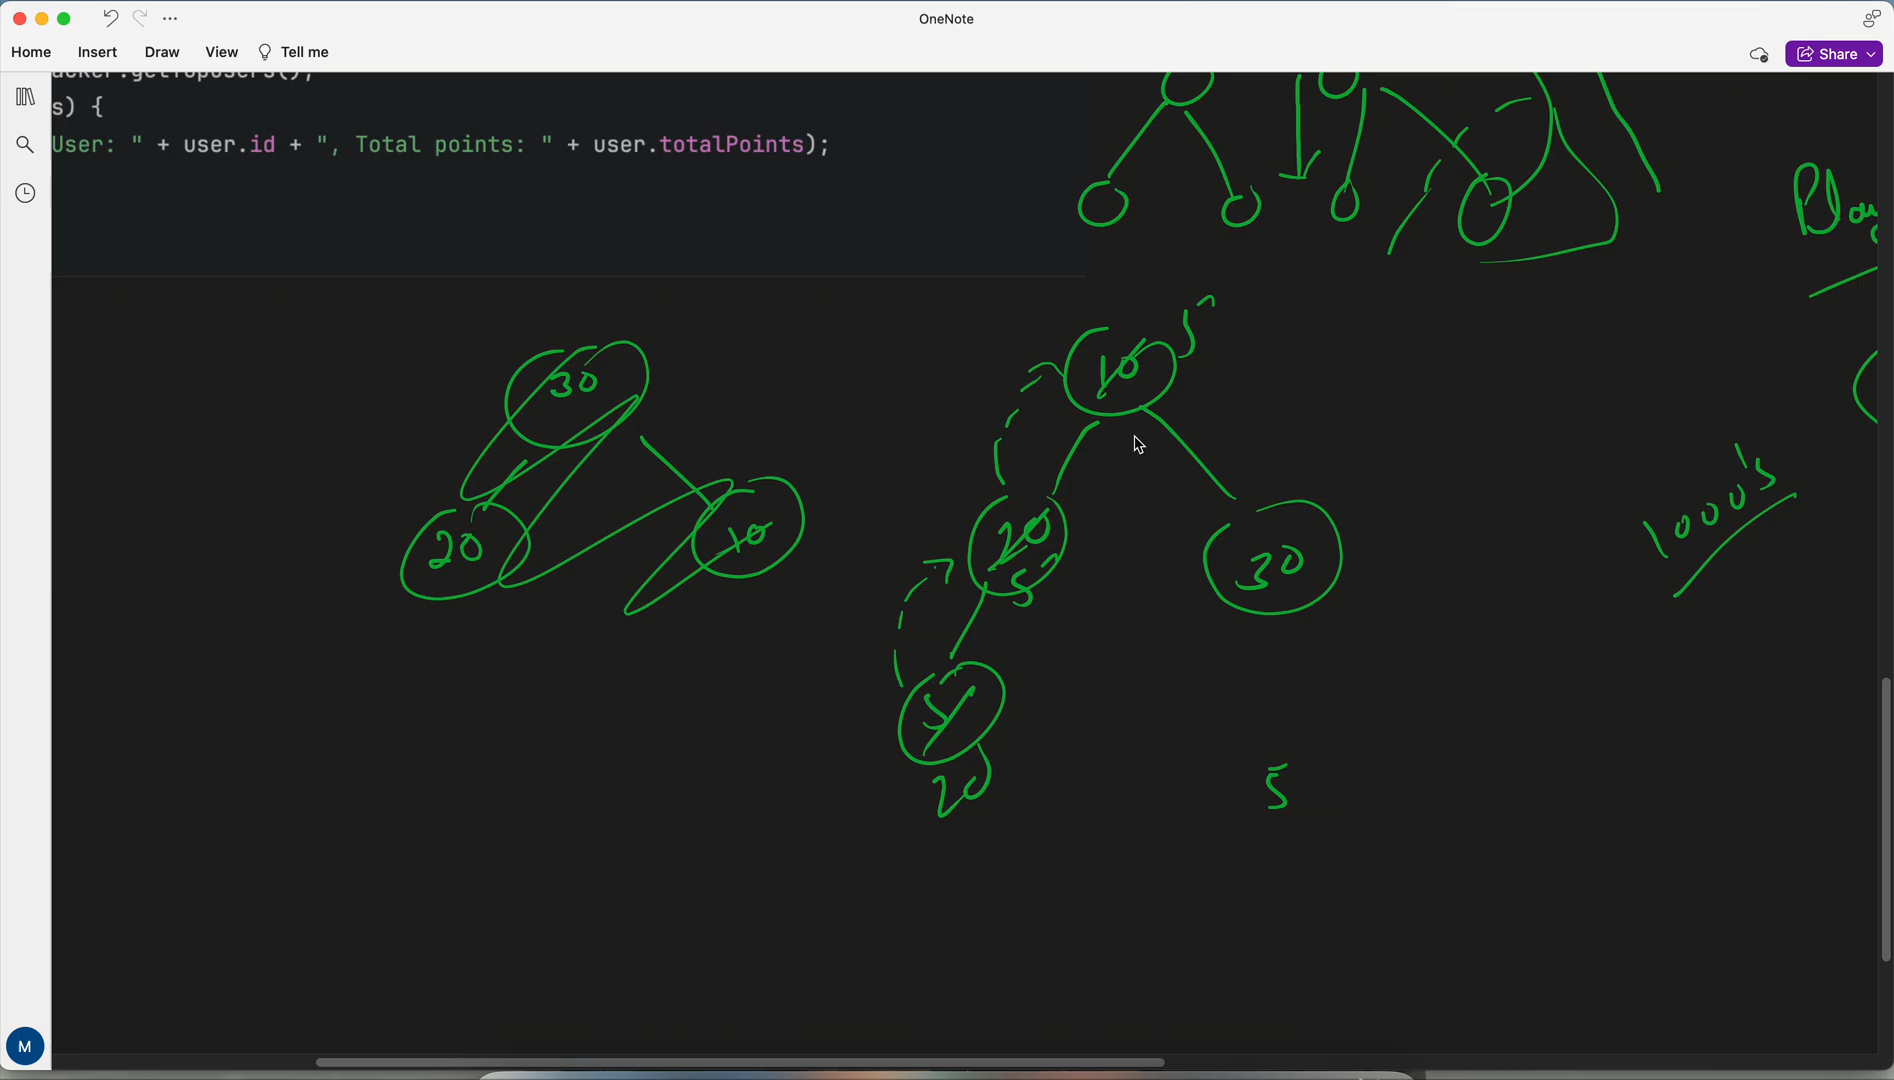 OneNote
Home Insert Draw View Tell me
Share
s) {
User: " + user.id + ", Total points: " + user.totalPoints);
30
20
10
10
5
20
5
30
5
20
5
1000's
M